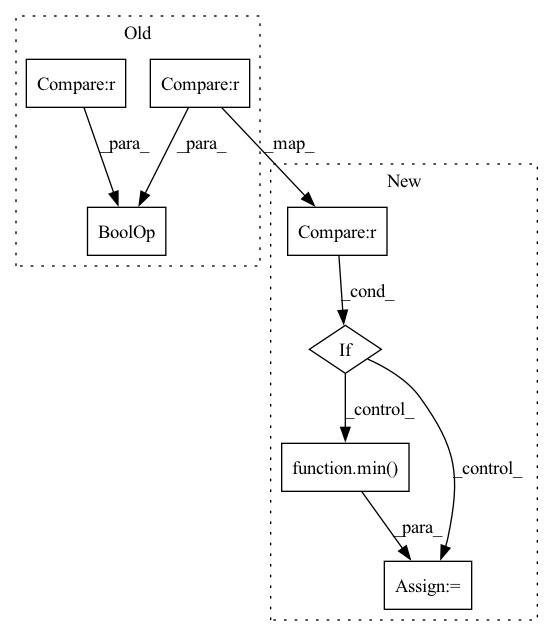 Old
Compare:r
Compare:r
_para_
_para_
_map_
BoolOp
New
Compare:r
_cond_
If
_control_
_control_
function.min()
_para_
Assign:=